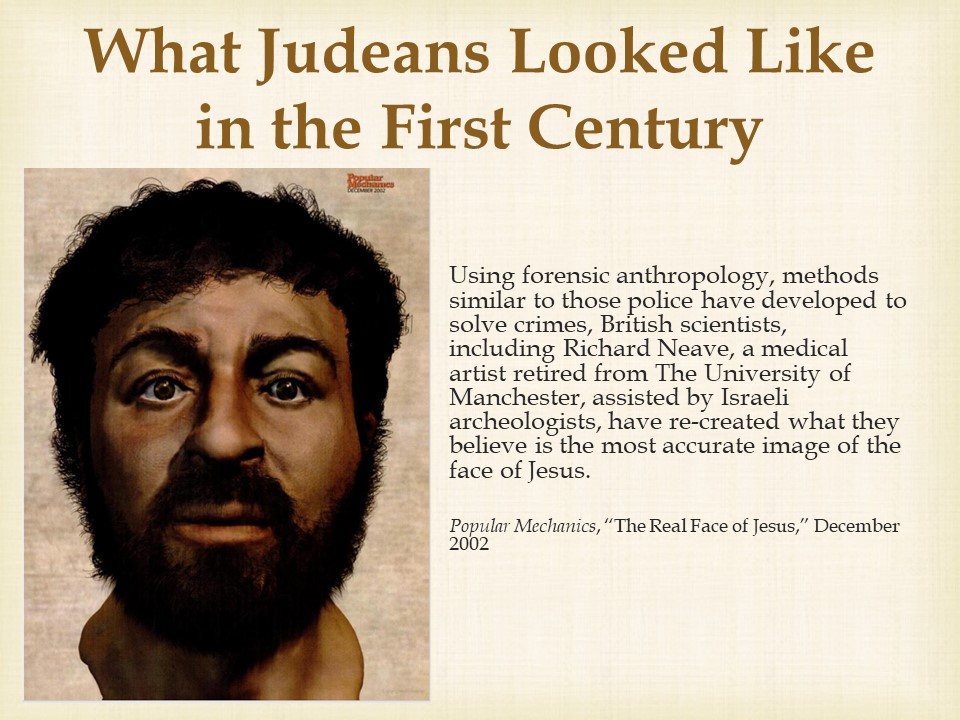 What Judeans Looked Like
in the First Century
Popular
Mechanics
DECEMBER 2002
Using forensic anthropology, methods
similar to those police have developed to
solve crimes, British scientists,
including Richard Neave, a medical
artist retired from The University of
Manchester, assisted by Israeli
archeologists, have re-created what they
believe is the most accurate image of the
face of Jesus.
Popular Mechanics, “The Real Face of Jesus,” December
2002